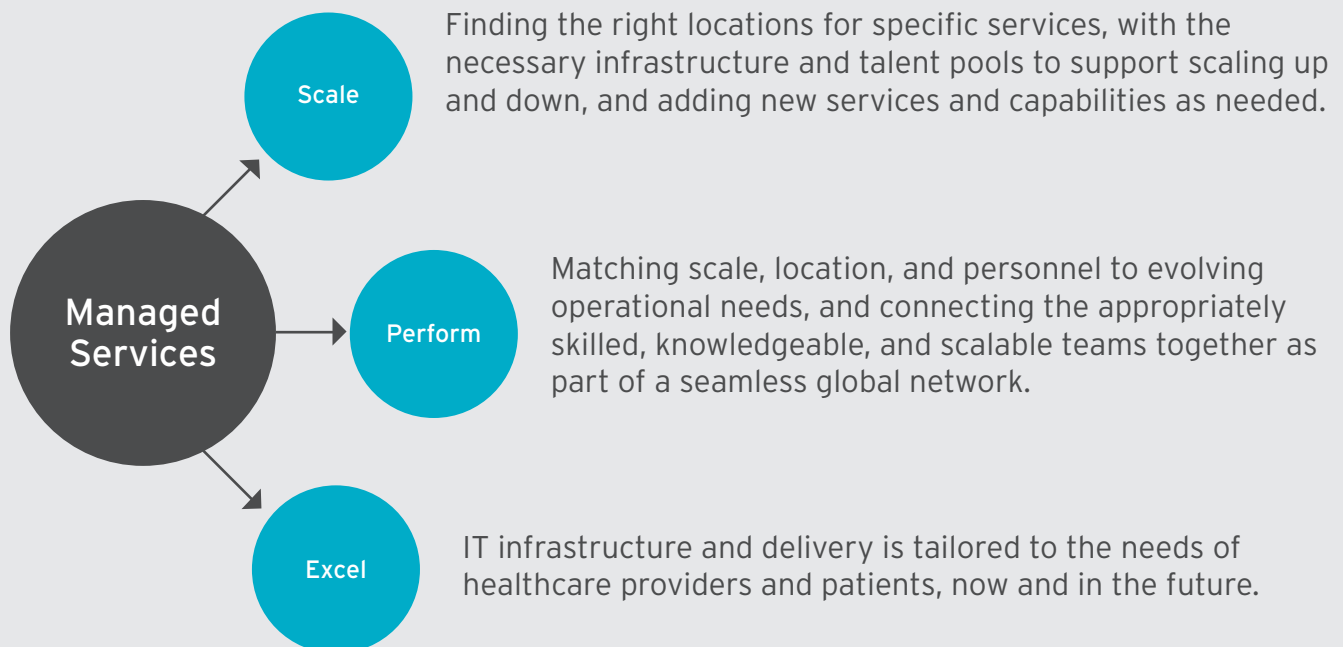 Scale
Finding the right locations for specific services, with the
necessary infrastructure and talent pools to support scaling up
and down, and adding new services and capabilities as needed.
Managed
Services
Perform
Matching scale, location, and personnel to evolving
operational needs, and connecting the appropriately
skilled, knowledgeable, and scalable teams together as
part of a seamless global network.
Excel
IT infrastructure and delivery is tailored to the needs of
healthcare providers and patients, now and in the future.